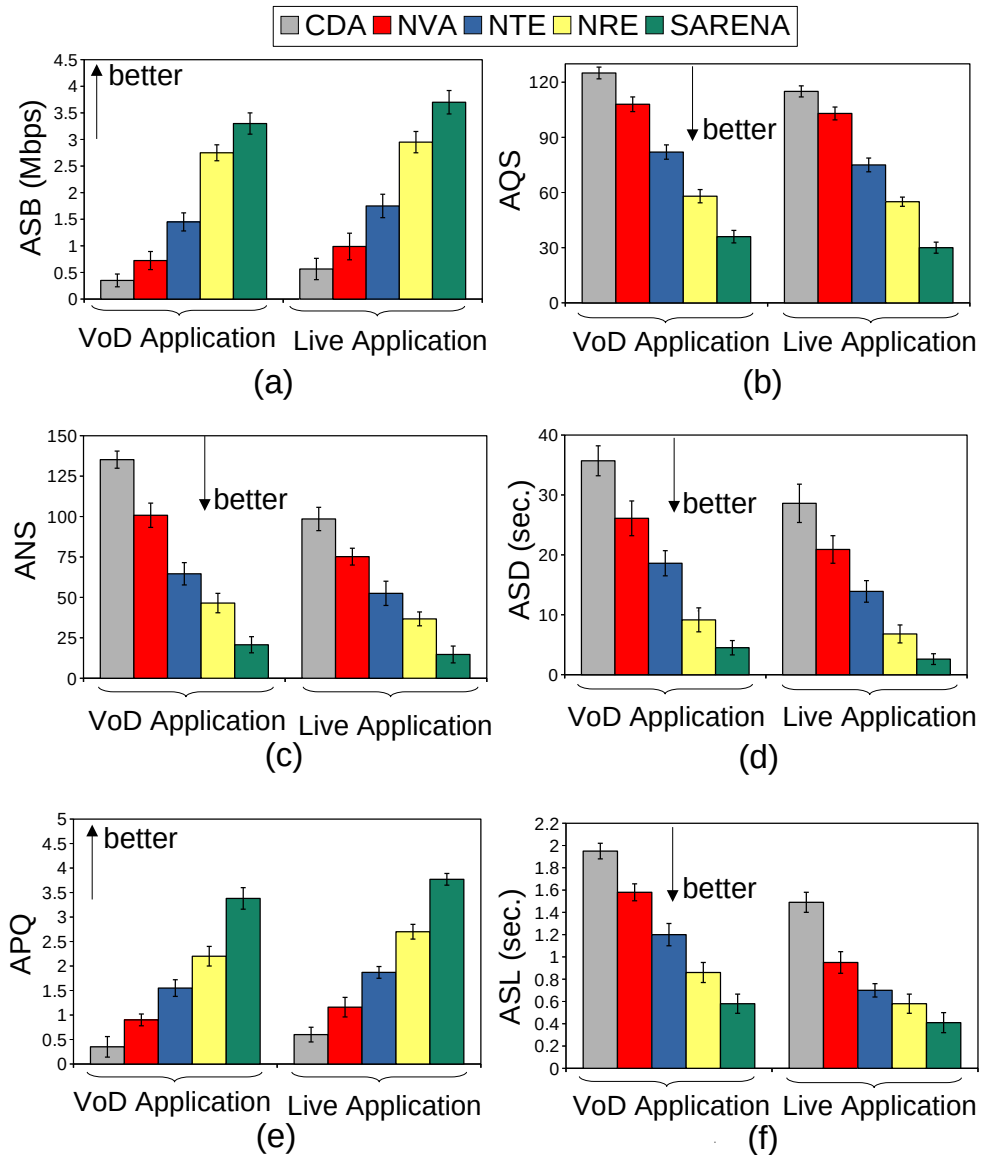 CDA NVA NTE NRE SARENA
4.5
4
3.5
3
2.5
2
1.5
1
0.5
0
ASB (Mbps)
better
VoD Application Live Application
(a)
120
90
60
30
0
AQS
better
VoD Application Live Application
(b)
150
125
100
75
50
25
0
ANS
better
VoD Application Live Application
(c)
40
30
20
10
0
ASD (sec.)
better
VoD Application Live Application
(d)
5
4.5
4
3.5
3
2.5
2
1.5
1
0.5
0
APQ
better
VoD Application Live Application
(e)
2.2
2
1.8
1.6
1.4
1.2
1
0.8
0.6
0.4
0.2
0
ASL (sec.)
better
VoD Application Live Application
(f)